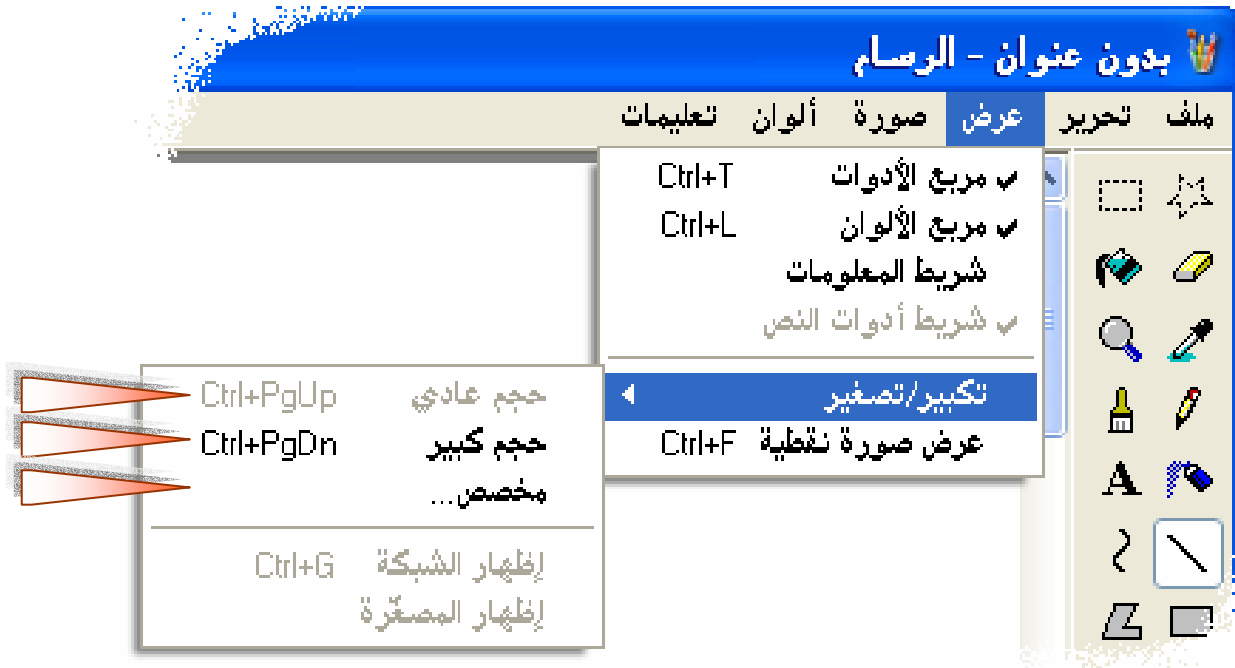 بدون عنوان - الرسام
ملف تحرير عرض صورة ألوان تعليمات
مربع الأدوات Ctrl+T
مربع الألوان Ctrl+L
شريط المعلومات
شريط أدوات النص
تكبير/تصغير
عرض صورة نقطية Ctrl+F
حجم عادي Ctrl+PgUp
حجم كبير Ctrl+PgDn
مخصص...
إظهار الشبكة Ctrl+G
إظهار المصغّرة
A